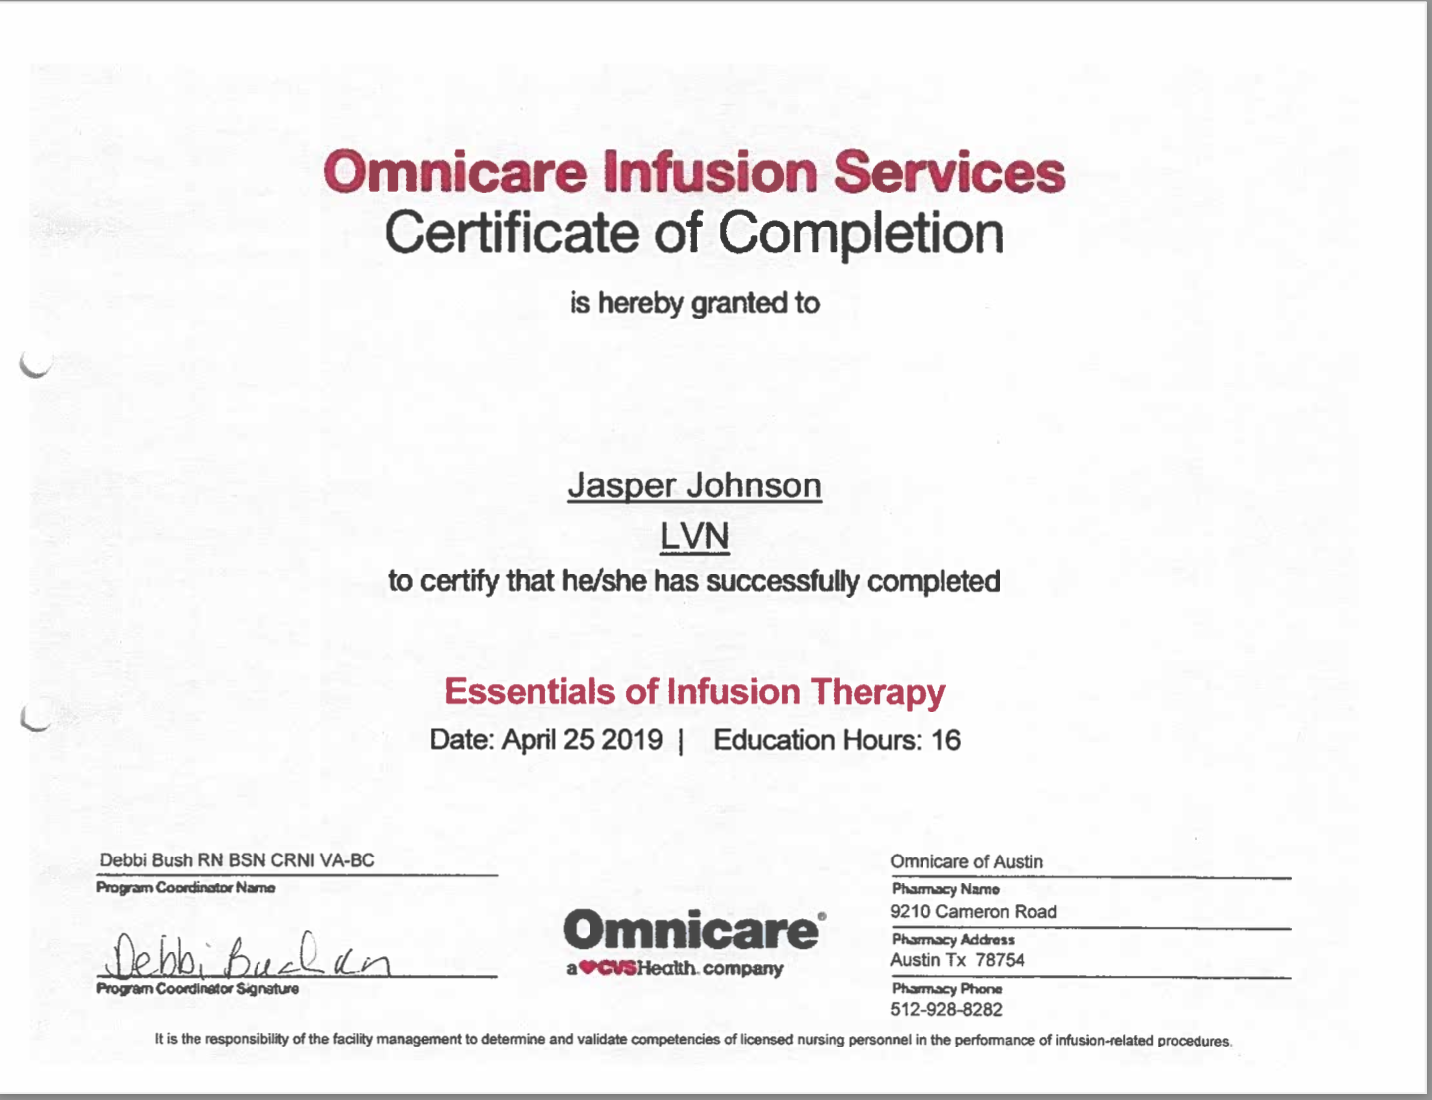 Omnicare Infusion Services
Certificate of Completion
is hereby granted to
Jasper Johnson
LVN
to certify that he/she has successfully completed
Essentials of Infusion Therapy
Date: April 25 2019 | Education Hours: 16
Debbi Bush RN BSN CRNI VA-BC
Program Coordinator Name
Debbi Bush rn
Program Coordinator Signature
Omnicare®
a CVSHealth. company
Omnicare of Austin
Pharmacy Name
9210 Cameron Road
Pharmacy Address
Austin Tx 78754
Pharmacy Phone
512-928-8282
It is the responsibility of the facility management to determine and validate competencies of licensed nursing personnel in the performance of infusion-related procedures.